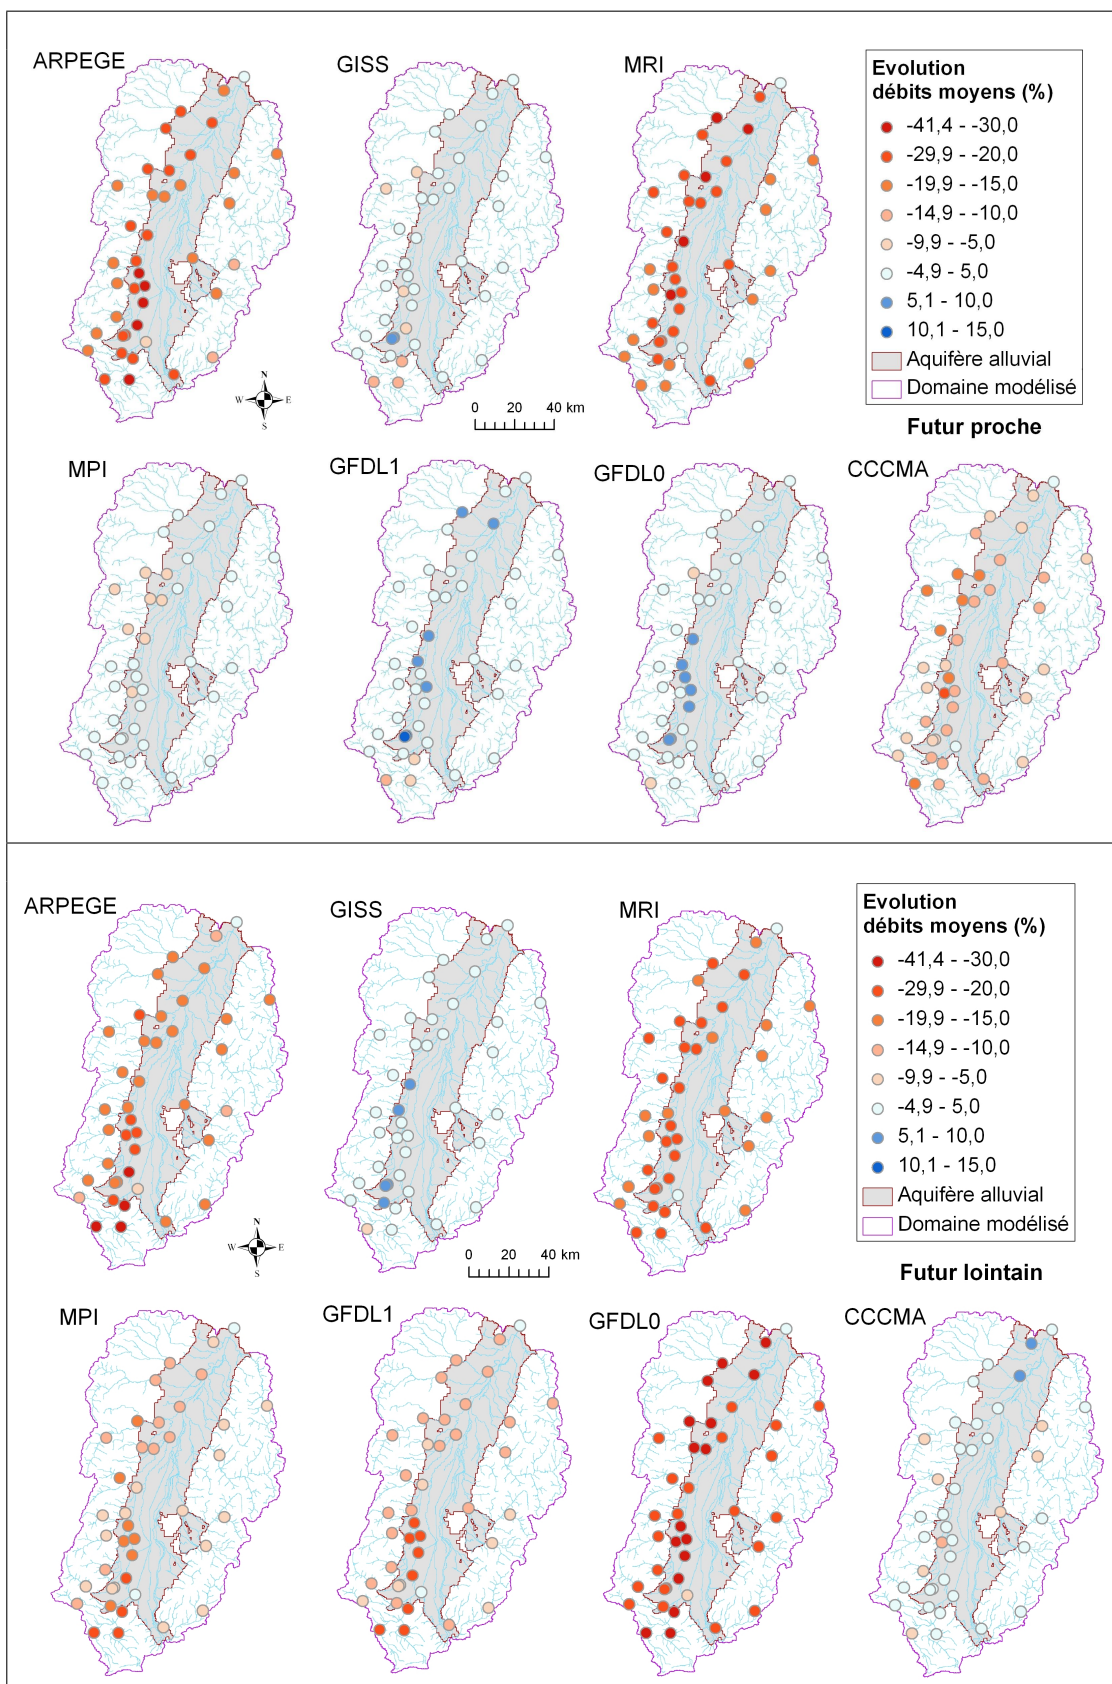 ARPEGE
GISS
MRI
Evolution
débits moyens (%)
-41,4 - -30,0
-29,9 - -20,0
-19,9 - -15,0
-14,9 - -10,0
-9,9 - -5,0
-4,9 - 5,0
5,1 - 10,0
10,1 - 15,0
Aquifère alluvial
Domaine modélisé
N
W E
S
0 20 40 km
Futur proche
MPI
GFDL1
GFDL0
CCCMA
ARPEGE
GISS
MRI
Evolution
débits moyens (%)
-41,4 - -30,0
-29,9 - -20,0
-19,9 - -15,0
-14,9 - -10,0
-9,9 - -5,0
-4,9 - 5,0
5,1 - 10,0
10,1 - 15,0
Aquifère alluvial
Domaine modélisé
N
W E
S
0 20 40 km
Futur lointain
MPI
GFDL1
GFDL0
CCCMA